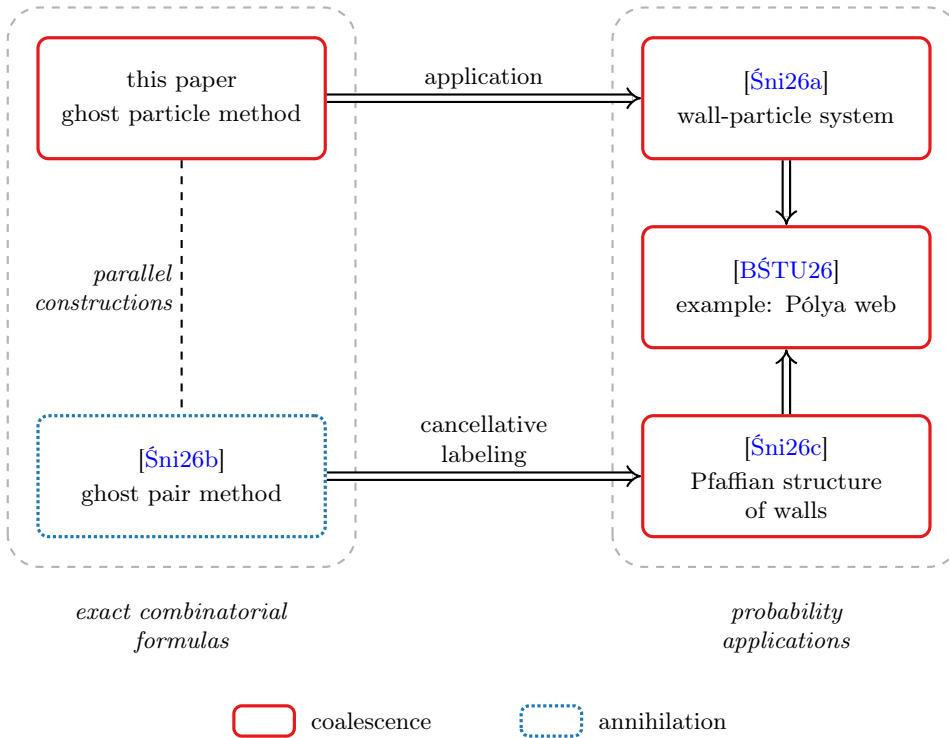 this paper
ghost particle method
application
[Śni26a]
wall-particle system
parallel
constructions
[BŚTU26]
example: Pólya web
[Śni26b]
ghost pair method
cancellative
labeling
[Śni26c]
Pfaffian structure
of walls
exact combinatorial
formulas
probability
applications
coalescence
annihilation